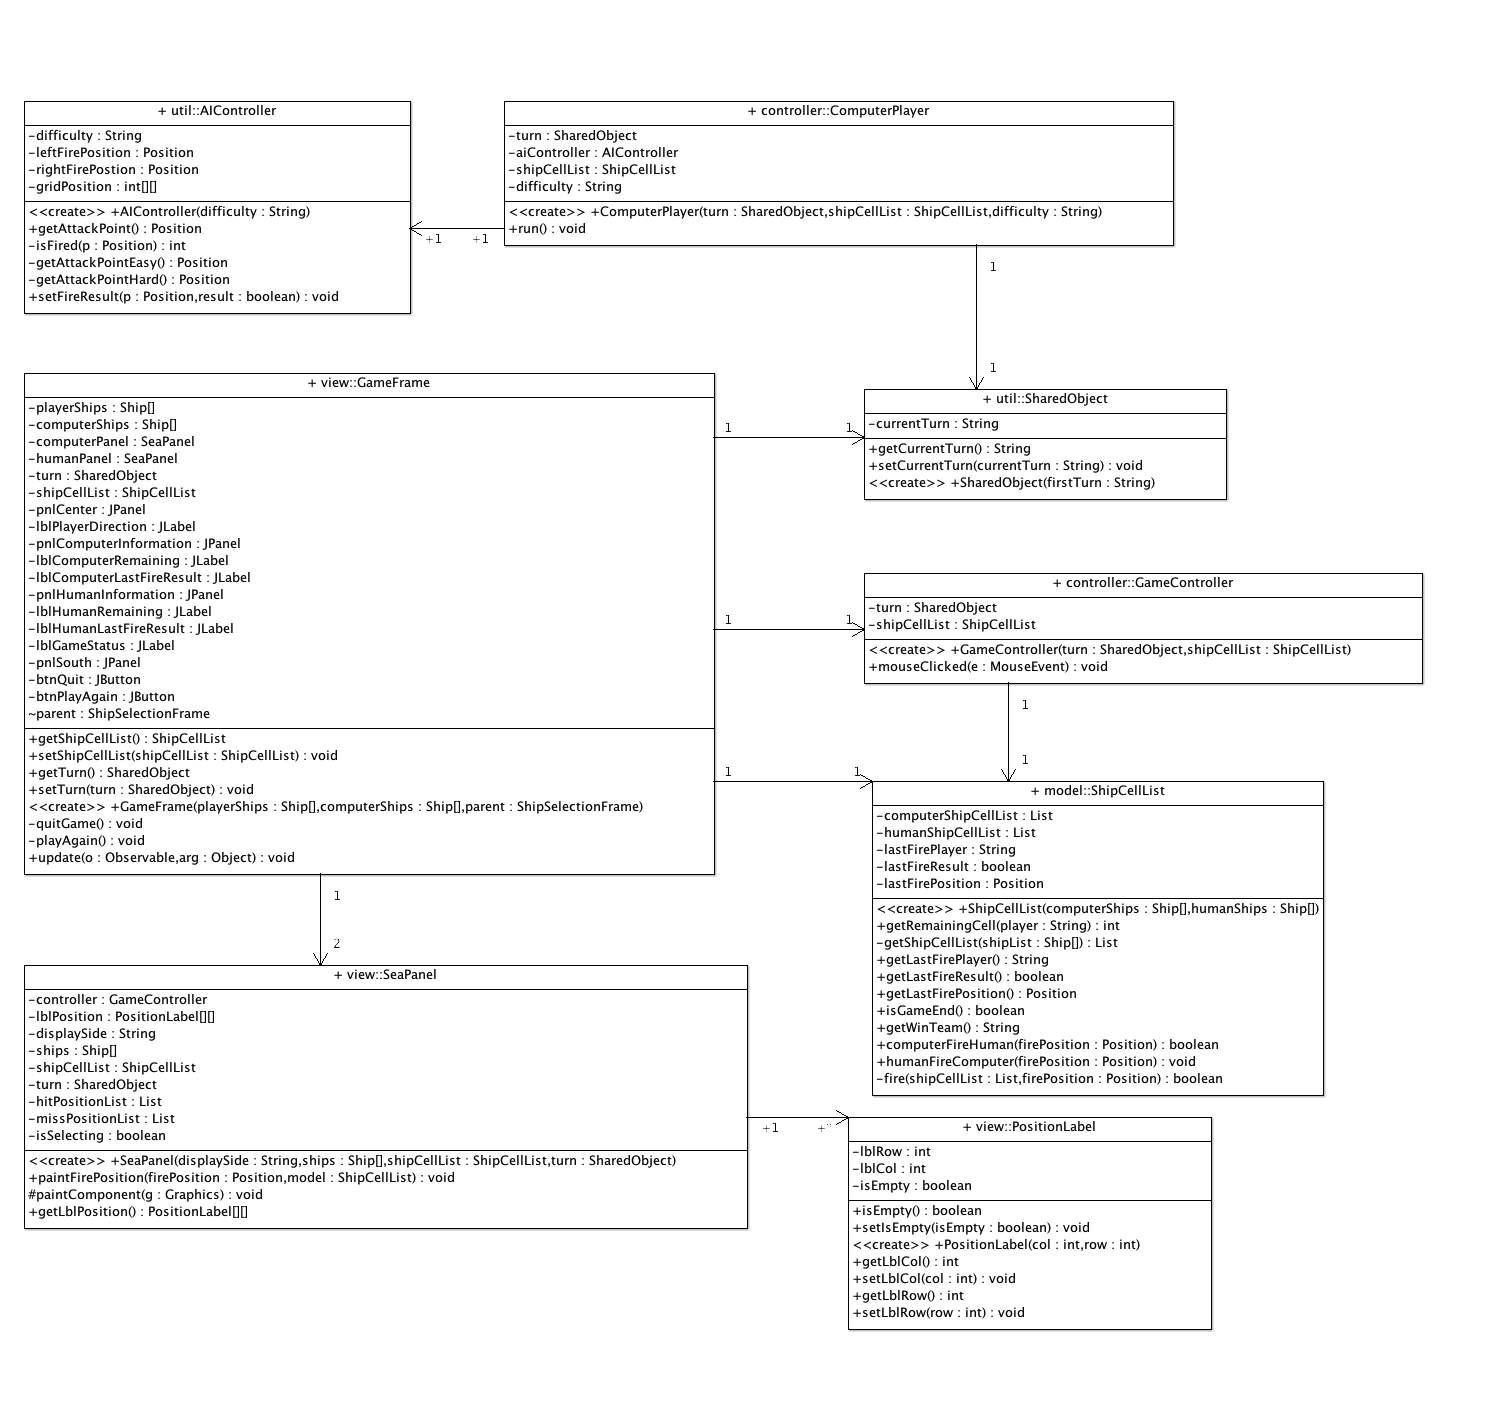 + util::AIController
-difficulty : String
-leftFirePosition : Position
-rightFirePostion : Position
-gridPosition : int[][]
<<create>> +AIController(difficulty : String)
+getAttackPoint() : Position
-isFired(p : Position) : int
-getAttackPointEasy() : Position
-getAttackPointHard() : Position
+setFireResult(p : Position,result : boolean) : void
+1
+1
+ controller::ComputerPlayer
-turn : SharedObject
-aiController : AIController
-shipCellList : ShipCellList
-difficulty : String
<<create>> +ComputerPlayer(turn : SharedObject,shipCellList : ShipCellList,difficulty : String)
+run() : void
1
1
+ view::GameFrame
-playerShips : Ship[]
-computerShips : Ship[]
-computerPanel : SeaPanel
-humanPanel : SeaPanel
-turn : SharedObject
-shipCellList : ShipCellList
-pnlCenter : JPanel
-lblPlayerDirection : JLabel
-pnlComputerInformation : JPanel
-lblComputerRemaining : JLabel
-lblComputerLastFireResult : JLabel
-pnlHumanInformation : JPanel
-lblHumanRemaining : JLabel
-lblHumanLastFireResult : JLabel
-lblGameStatus : JLabel
-pnlSouth : JPanel
-btnQuit : JButton
-btnPlayAgain : JButton
~parent : ShipSelectionFrame
+getShipCellList() : ShipCellList
+setShipCellList(shipCellList : ShipCellList) : void
+getTurn() : SharedObject
+setTurn(turn : SharedObject) : void
<<create>> +GameFrame(playerShips : Ship[],computerShips : Ship[],parent : ShipSelectionFrame)
-quitGame() : void
-playAgain() : void
+update(o : Observable,arg : Object) : void
1
1
+ util::SharedObject
-currentTurn : String
+getCurrentTurn() : String
+setCurrentTurn(currentTurn : String) : void
<<create>> +SharedObject(firstTurn : String)
1
1
+ controller::GameController
-turn : SharedObject
-shipCellList : ShipCellList
<<create>> +GameController(turn : SharedObject,shipCellList : ShipCellList)
+mouseClicked(e : MouseEvent) : void
1
1
1
1
+ model::ShipCellList
-computerShipCellList : List
-humanShipCellList : List
-lastFirePlayer : String
-lastFireResult : boolean
-lastFirePosition : Position
<<create>> +ShipCellList(computerShips : Ship[],humanShips : Ship[])
+getRemainingCell(player : String) : int
-getShipCellList(shipList : Ship[]) : List
+getLastFirePlayer() : String
+getLastFireResult() : boolean
+getLastFirePosition() : Position
+isGameEnd() : boolean
+getWinTeam() : String
+computerFireHuman(firePosition : Position) : boolean
+humanFireComputer(firePosition : Position) : void
-fire(shipCellList : List,firePosition : Position) : boolean
1
2
+ view::SeaPanel
-controller : GameController
-lblPosition : PositionLabel[][]
-displaySide : String
-ships : Ship[]
-shipCellList : ShipCellList
-turn : SharedObject
-hitPositionList : List
-missPositionList : List
-isSelecting : boolean
<<create>> +SeaPanel(displaySide : String,ships : Ship[],shipCellList : ShipCellList,turn : SharedObject)
+paintFirePosition(firePosition : Position,model : ShipCellList) : void
#paintComponent(g : Graphics) : void
+getLblPosition() : PositionLabel[][]
+1
+*
+ view::PositionLabel
-lblRow : int
-lblCol : int
-isEmpty : boolean
+isEmpty() : boolean
+setIsEmpty(isEmpty : boolean) : void
<<create>> +PositionLabel(col : int,row : int)
+getLblCol() : int
+setLblCol(col : int) : void
+getLblRow() : int
+setLblRow(row : int) : void